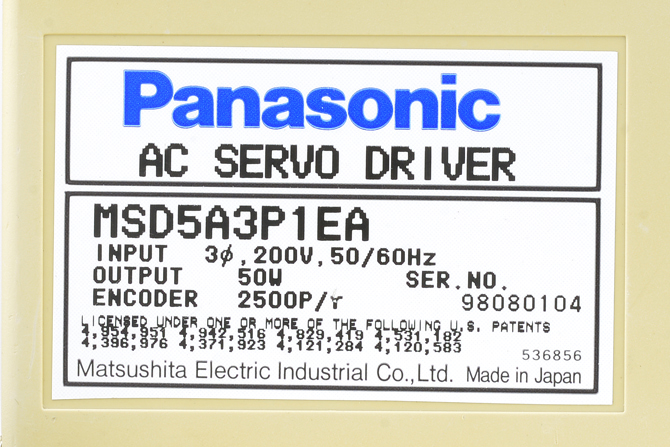 Panasonic
AC SERVO DRIVER
MSD5A3P1EA
INPUT 3ϕ,200V,50/60Hz
OUTPUT 50W SER.NO.
ENCODER 2500P/r 98080104
LICENSED UNDER ONE OR MORE OF THE FOLLOWING U.S. PATENTS
4,954,951 4,942,516 4,829,419 4,531,182
4,396,976 4,371,923 4,121,284 4,120,583
536856
Matsushita Electric Industrial Co.,Ltd. Made in Japan